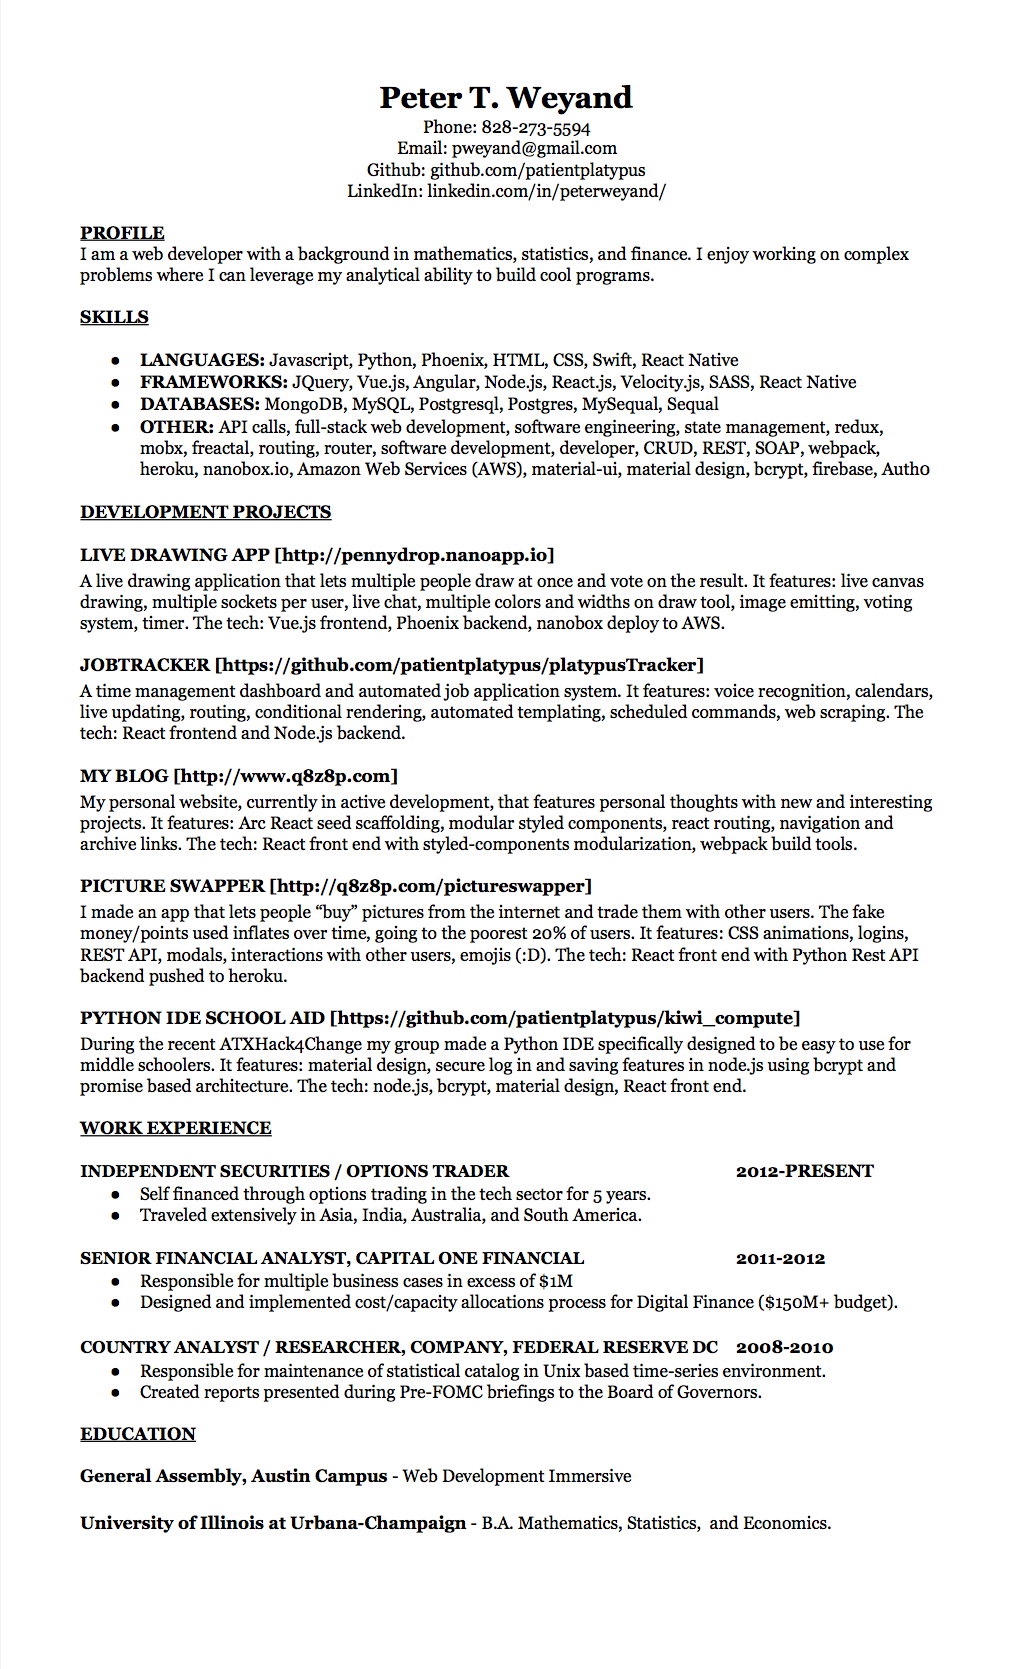 Peter T. Weyand
Phone: 828-273-5594
Email: pweyand@gmail.com
Github: github.com/patientplatypus
LinkedIn: linkedin.com/in/peterweyand/
PROFILE
I am a web developer with a background in mathematics, statistics, and finance. I enjoy working on complex
problems where I can leverage my analytical ability to build cool programs.
SKILLS
● LANGUAGES: Javascript, Python, Phoenix, HTML, CSS, Swift, React Native
● FRAMEWORKS: JQuery, Vue.js, Angular, Node.js, React.js, Velocity.js, SASS, React Native
● DATABASES: MongoDB, MySQL, Postgresql, Postgres, MySequal, Sequal
● OTHER: API calls, full-stack web development, software engineering, state management, redux,
mobx, freactal, routing, router, software development, developer, CRUD, REST, SOAP, webpack,
heroku, nanobox.io, Amazon Web Services (AWS), material-ui, material design, bcrypt, firebase, Auth0
DEVELOPMENT PROJECTS
LIVE DRAWING APP [http://pennydrop.nanoapp.io]
A live drawing application that lets multiple people draw at once and vote on the result. It features: live canvas
drawing, multiple sockets per user, live chat, multiple colors and widths on draw tool, image emitting, voting
system, timer. The tech: Vue.js frontend, Phoenix backend, nanobox deploy to AWS.
JOBTRACKER [https://github.com/patientplatypus/platypusTracker]
A time management dashboard and automated job application system. It features: voice recognition, calendars,
live updating, routing, conditional rendering, automated templating, scheduled commands, web scraping. The
tech: React frontend and Node.js backend.
MY BLOG [http://www.q8z8p.com]
My personal website, currently in active development, that features personal thoughts with new and interesting
projects. It features: Arc React seed scaffolding, modular styled components, react routing, navigation and
archive links. The tech: React front end with styled-components modularization, webpack build tools.
PICTURE SWAPPER [http://q8z8p.com/pictureswapper]
I made an app that lets people “buy” pictures from the internet and trade them with other users. The fake
money/points used inflates over time, going to the poorest 20% of users. It features: CSS animations, logins,
REST API, modals, interactions with other users, emojis (:D). The tech: React front end with Python Rest API
backend pushed to heroku.
PYTHON IDE SCHOOL AID [https://github.com/patientplatypus/kiwi_compute]
During the recent ATXHack4Change my group made a Python IDE specifically designed to be easy to use for
middle schoolers. It features: material design, secure log in and saving features in node.js using bcrypt and
promise based architecture. The tech: node.js, bcrypt, material design, React front end.
WORK EXPERIENCE
INDEPENDENT SECURITIES / OPTIONS TRADER 2012-PRESENT
● Self financed through options trading in the tech sector for 5 years.
● Traveled extensively in Asia, India, Australia, and South America.
SENIOR FINANCIAL ANALYST, CAPITAL ONE FINANCIAL 2011-2012
● Responsible for multiple business cases in excess of $1M
● Designed and implemented cost/capacity allocations process for Digital Finance ($150M+ budget).
COUNTRY ANALYST / RESEARCHER, COMPANY, FEDERAL RESERVE DC 2008-2010
● Responsible for maintenance of statistical catalog in Unix based time-series environment.
● Created reports presented during Pre-FOMC briefings to the Board of Governors.
EDUCATION
General Assembly, Austin Campus - Web Development Immersive
University of Illinois at Urbana-Champaign - B.A. Mathematics, Statistics, and Economics.